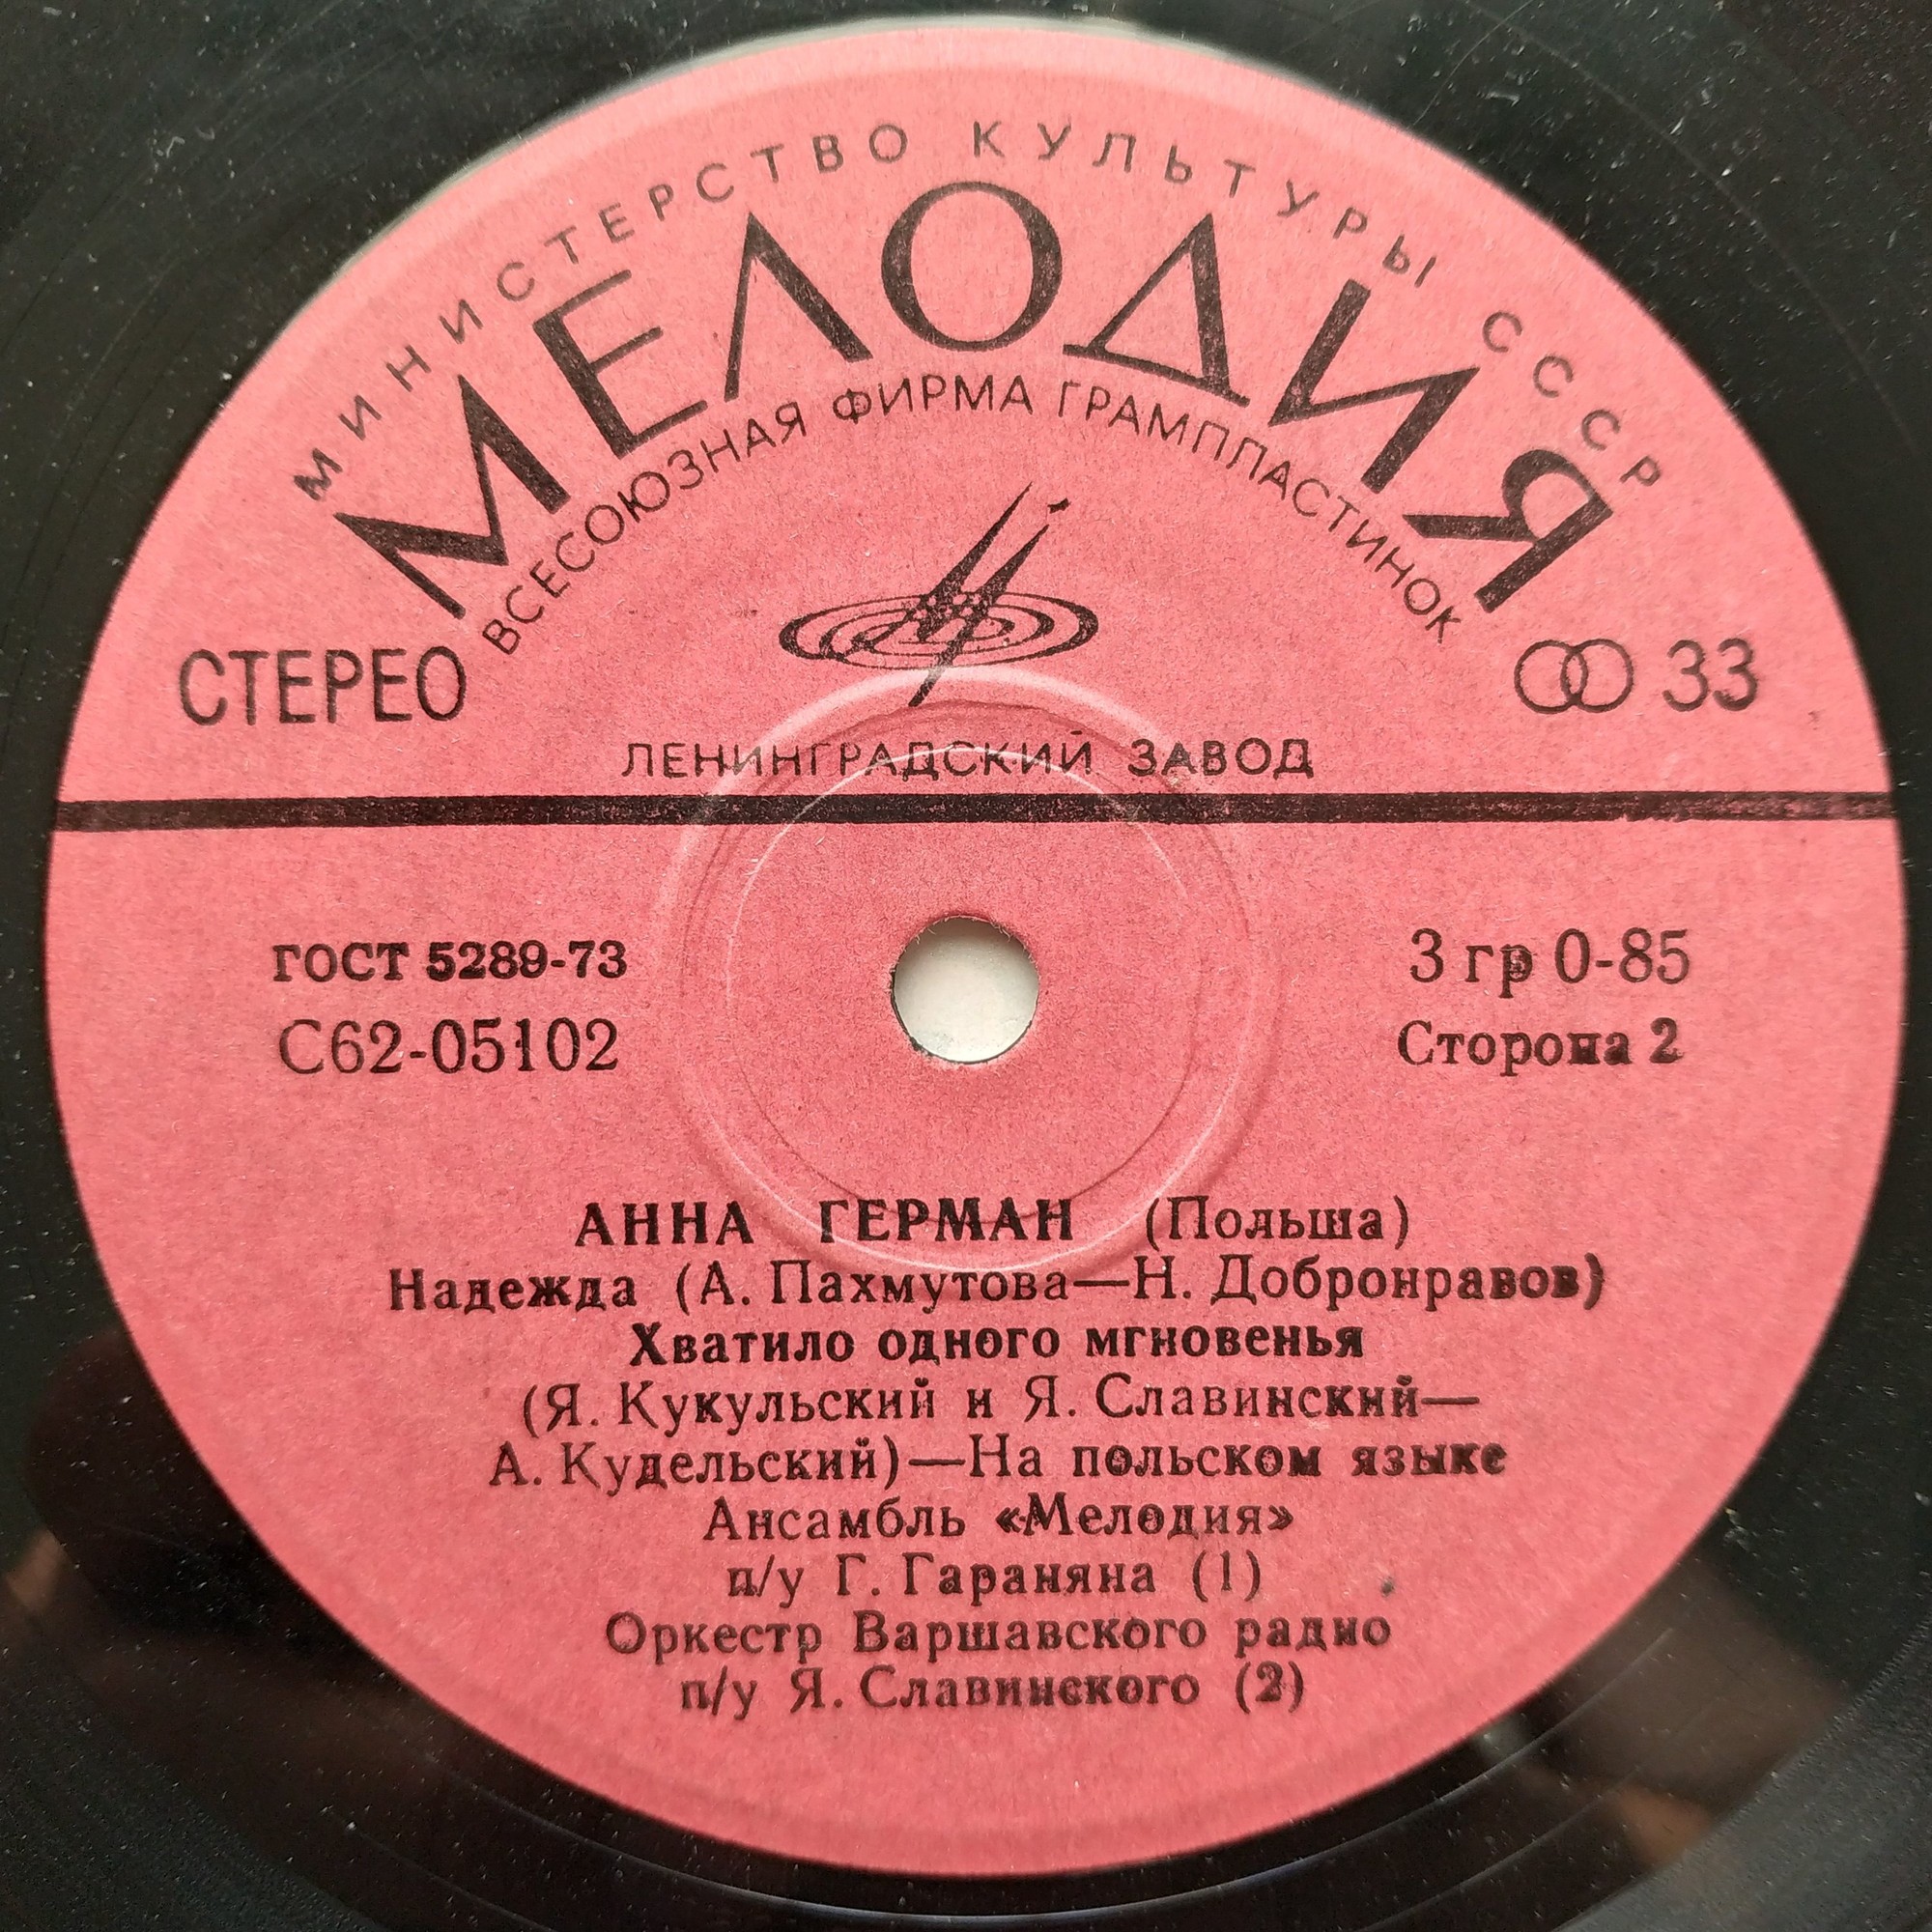 МИНИСТЕРСТВО КУЛЬТУРЫ СССР
МЕЛОДИЯ
ВСЕСОЮЗНАЯ ФИРМА ГРАМПЛАСТИНОК
СТЕРЕО 33
ЛЕНИНГРАДСКИЙ ЗАВОД
ГОСТ 5289-73 3 гр 0-85
С62-05102 Сторона 2
АННА ГЕРМАН (Польша)
Надежда (А. Пахмутова—Н. Добронравов)
Хватило одного мгновенья
(Я. Кукульский и Я. Славинский—
А. Кудельский)—На польском языке
Ансамбль «Мелодия»
п/у Г. Гараняна (1)
Оркестр Варшавского радио
п/у Я. Славинского (2)